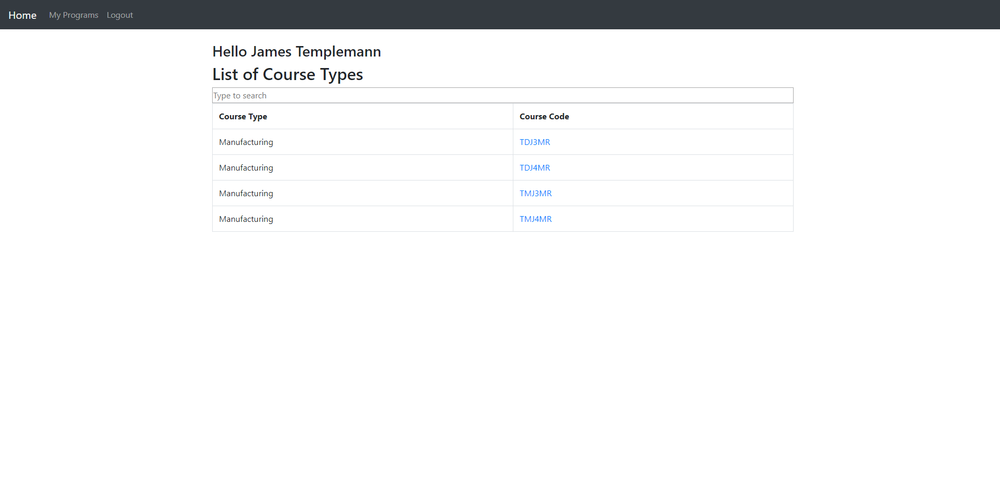 Home My Programs Logout
Hello James Templemann
List of Course Types
Type to search
Course Type Course Code
Manufacturing TDJ3MR
Manufacturing TDJ4MR
Manufacturing TMJ3MR
Manufacturing TMJ4MR